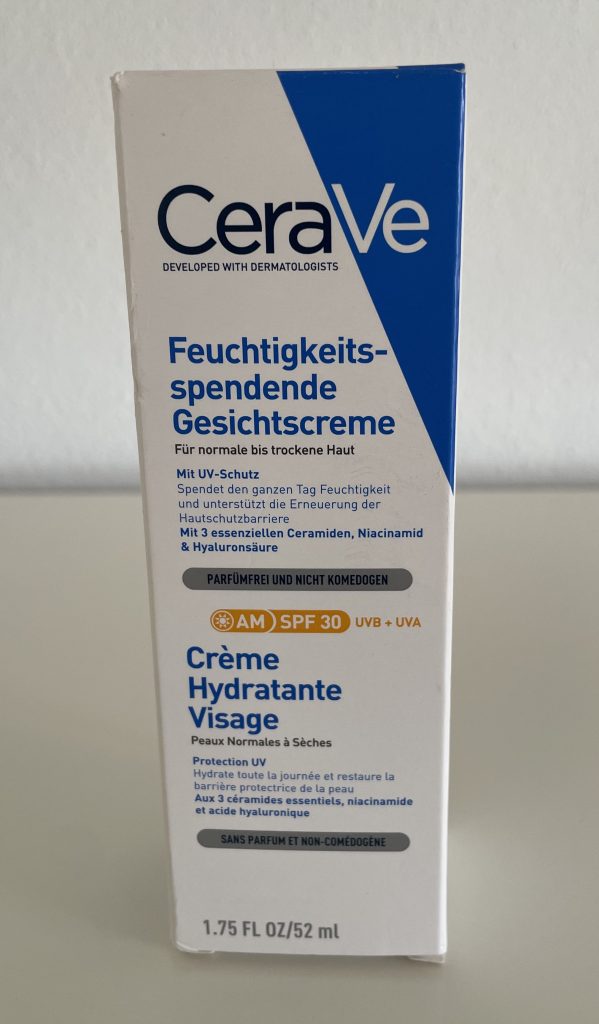 CeraVe
DEVELOPED WITH DERMATOLOGISTS
Feuchtigkeits-
spendende
Gesichtscreme
Für normale bis trockene Haut
Mit UV-Schutz
Spendet den ganzen Tag Feuchtigkeit
und unterstützt die Erneuerung der
Hautschutzbarriere
Mit 3 essenziellen Ceramiden, Niacinamid
& Hyaluronsäure
PARFÜMFREI UND NICHT KOMEDOGEN
AM SPF 30 UVB + UVA
Crème
Hydratante
Visage
Peaux Normales à Sèches
Protection UV
Hydrate toute la journée et restaure la
barrière protectrice de la peau
Aux 3 céramides essentiels, niacinamide
et acide hyaluronique
SANS PARFUM ET NON-COMÉDOGÈNE
1.75 FL OZ/52 ml